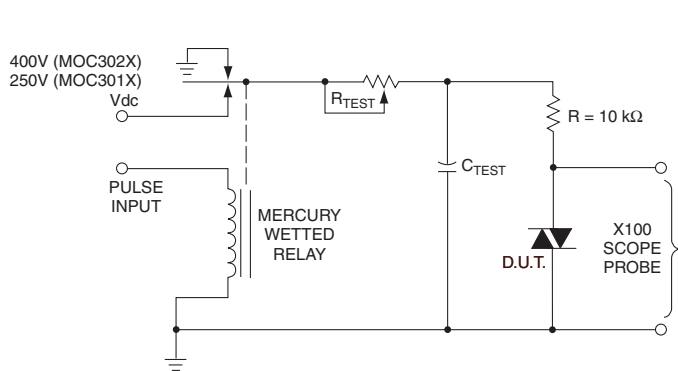 400V (MOC302X)
250V (MOC301X)
Vdc
PULSE
INPUT
MERCURY
WETTED
RELAY
RTEST
CTEST
R = 10 kΩ
D.U.T.
X100
SCOPE
PROBE